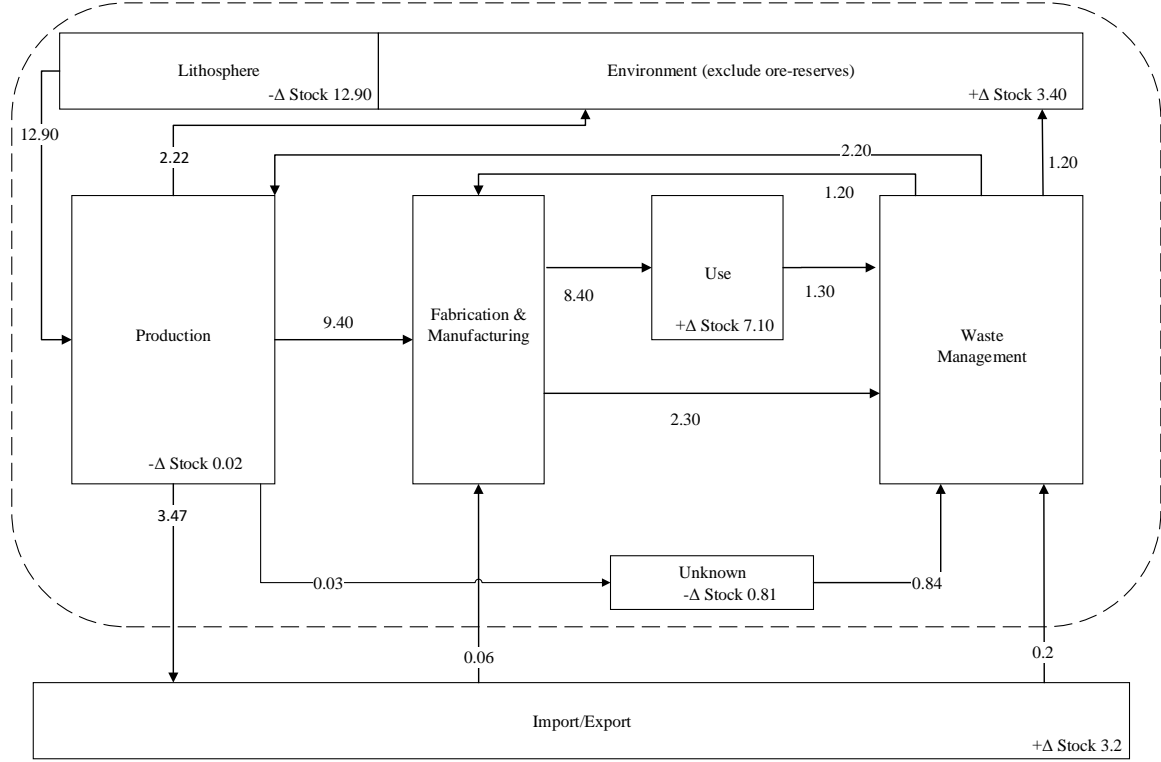 Lithosphere
-Δ Stock 12.90
Environment (exclude ore-reserves)
+Δ Stock 3.40
12.90
2.22
2.20
1.20
1.20
Production
-Δ Stock 0.02
9.40
Fabrication &
Manufacturing
8.40
Use
+Δ Stock 7.10
1.30
Waste
Management
2.30
3.47
0.03
Unknown
-Δ Stock 0.81
0.84
0.06
0.2
Import/Export
+Δ Stock 3.2